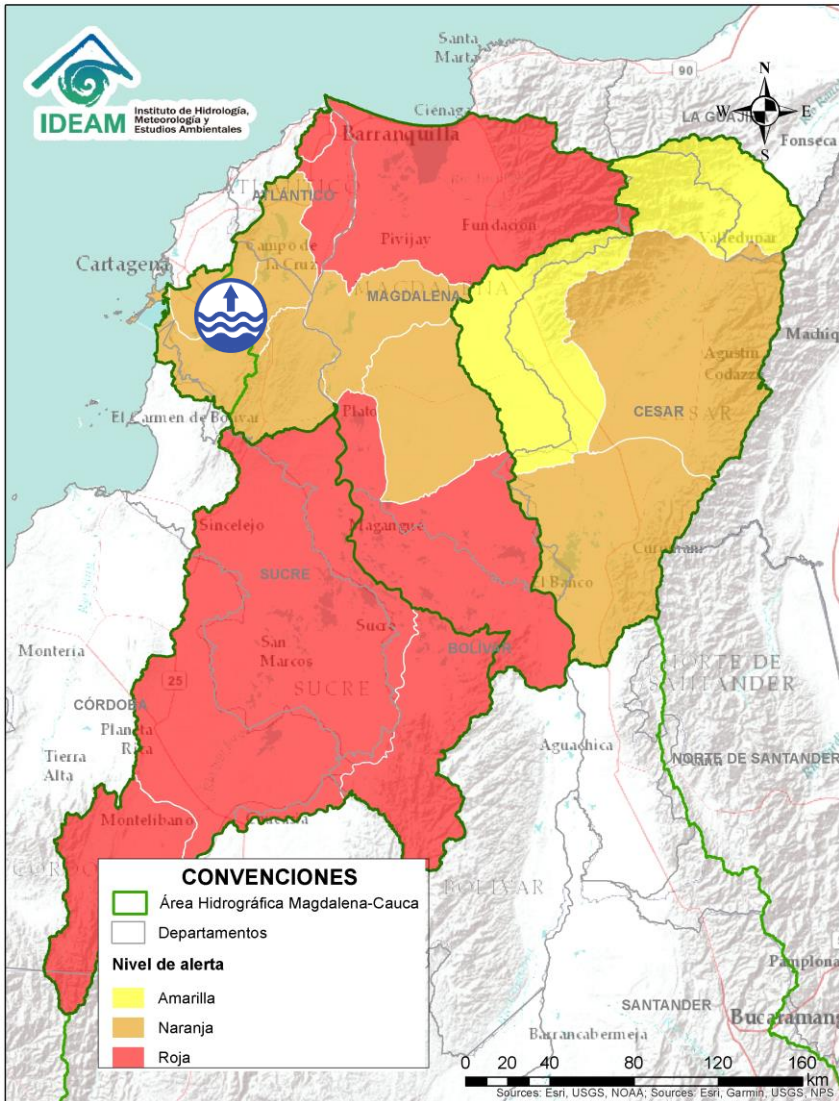 IDEAM
Instituto de Hidrología,
Meteorología y
Estudios Ambientales
Santa
Marta
90
N
E
S
LA GUAJI
Ciénaga
Fonseca
Barranquilla
ATLÁNTICO
Fundación
Pivijay
Valledupar
Campo de
la Cruz
Cartagena
MAGDALENA
Machiq
Agustín
Codazzi
El Carmen de Bolívar
Plato
CESAR
Sincelejo
Magangue
SUCRE
El Banco
Sucre
San
Marcos
SUCRE
BOLÍVAR
Montería
25
CÓRDOBA
Planeta
Rica
Tierra
Alta
NORTE DE
SANTANDER
Aguachica
NORTE DE SANTANDER
Montelíbano
BOLÍVAR
CONVENCIONES
Área Hidrográfica Magdalena-Cauca
Departamentos
Nivel de alerta
Amarilla
Naranja
Roja
Pamplona
SANTANDER
Bucaramang
Barrancabermeja
0 20 40 80 120 160
km
Sources: Esri, USGS, NOAA; Sources: Esri, Garmin, USGS, NPS